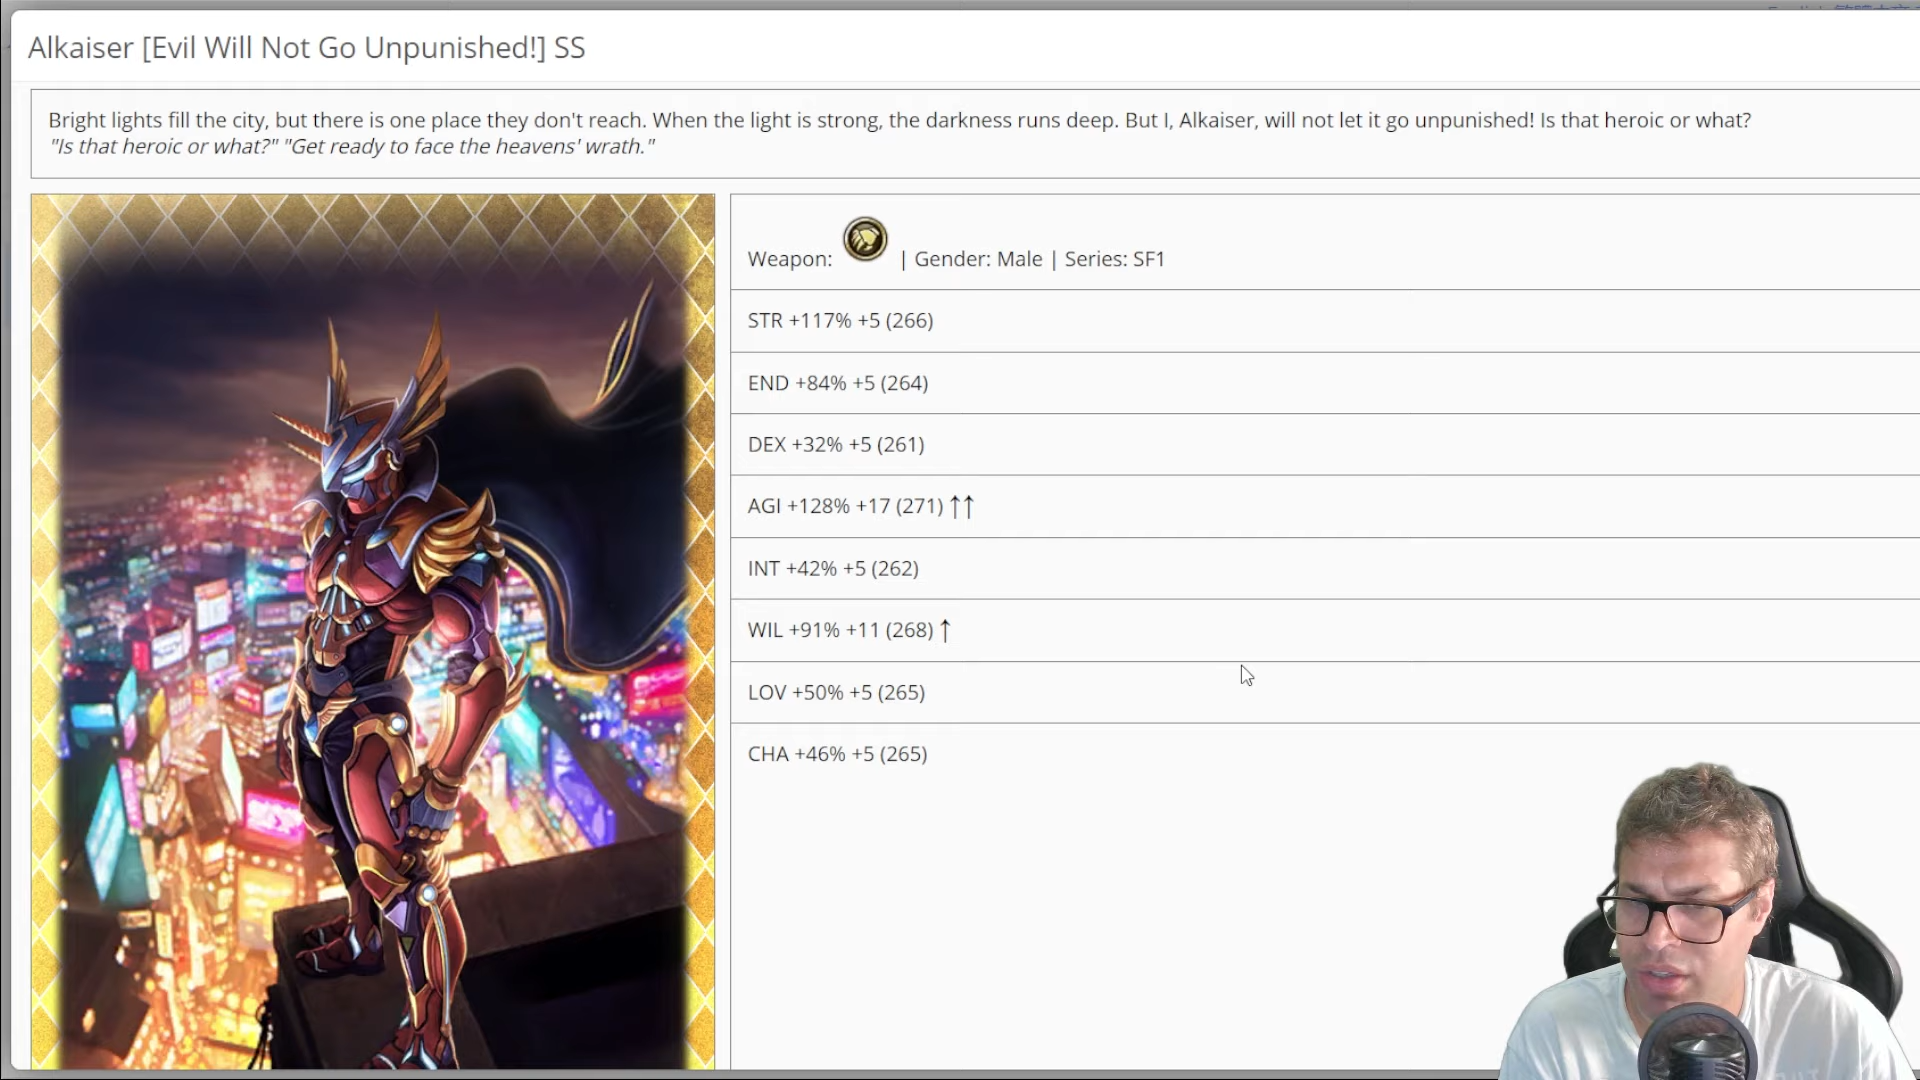 Alkaiser [Evil Will Not Go Unpunished!] SS
Bright lights fill the city, but there is one place they don't reach. When the light is strong, the darkness runs deep. But I, Alkaiser, will not let it go unpunished! Is that heroic or what?
"Is that heroic or what?" "Get ready to face the heavens' wrath."
Weapon: | Gender: Male | Series: SF1
STR +117% +5 (266)
END +84% +5 (264)
DEX +32% +5 (261)
AGI +128% +17 (271) ↑↑
INT +42% +5 (262)
WIL +91% +11 (268) ↑
LOV +50% +5 (265)
CHA +46% +5 (265)